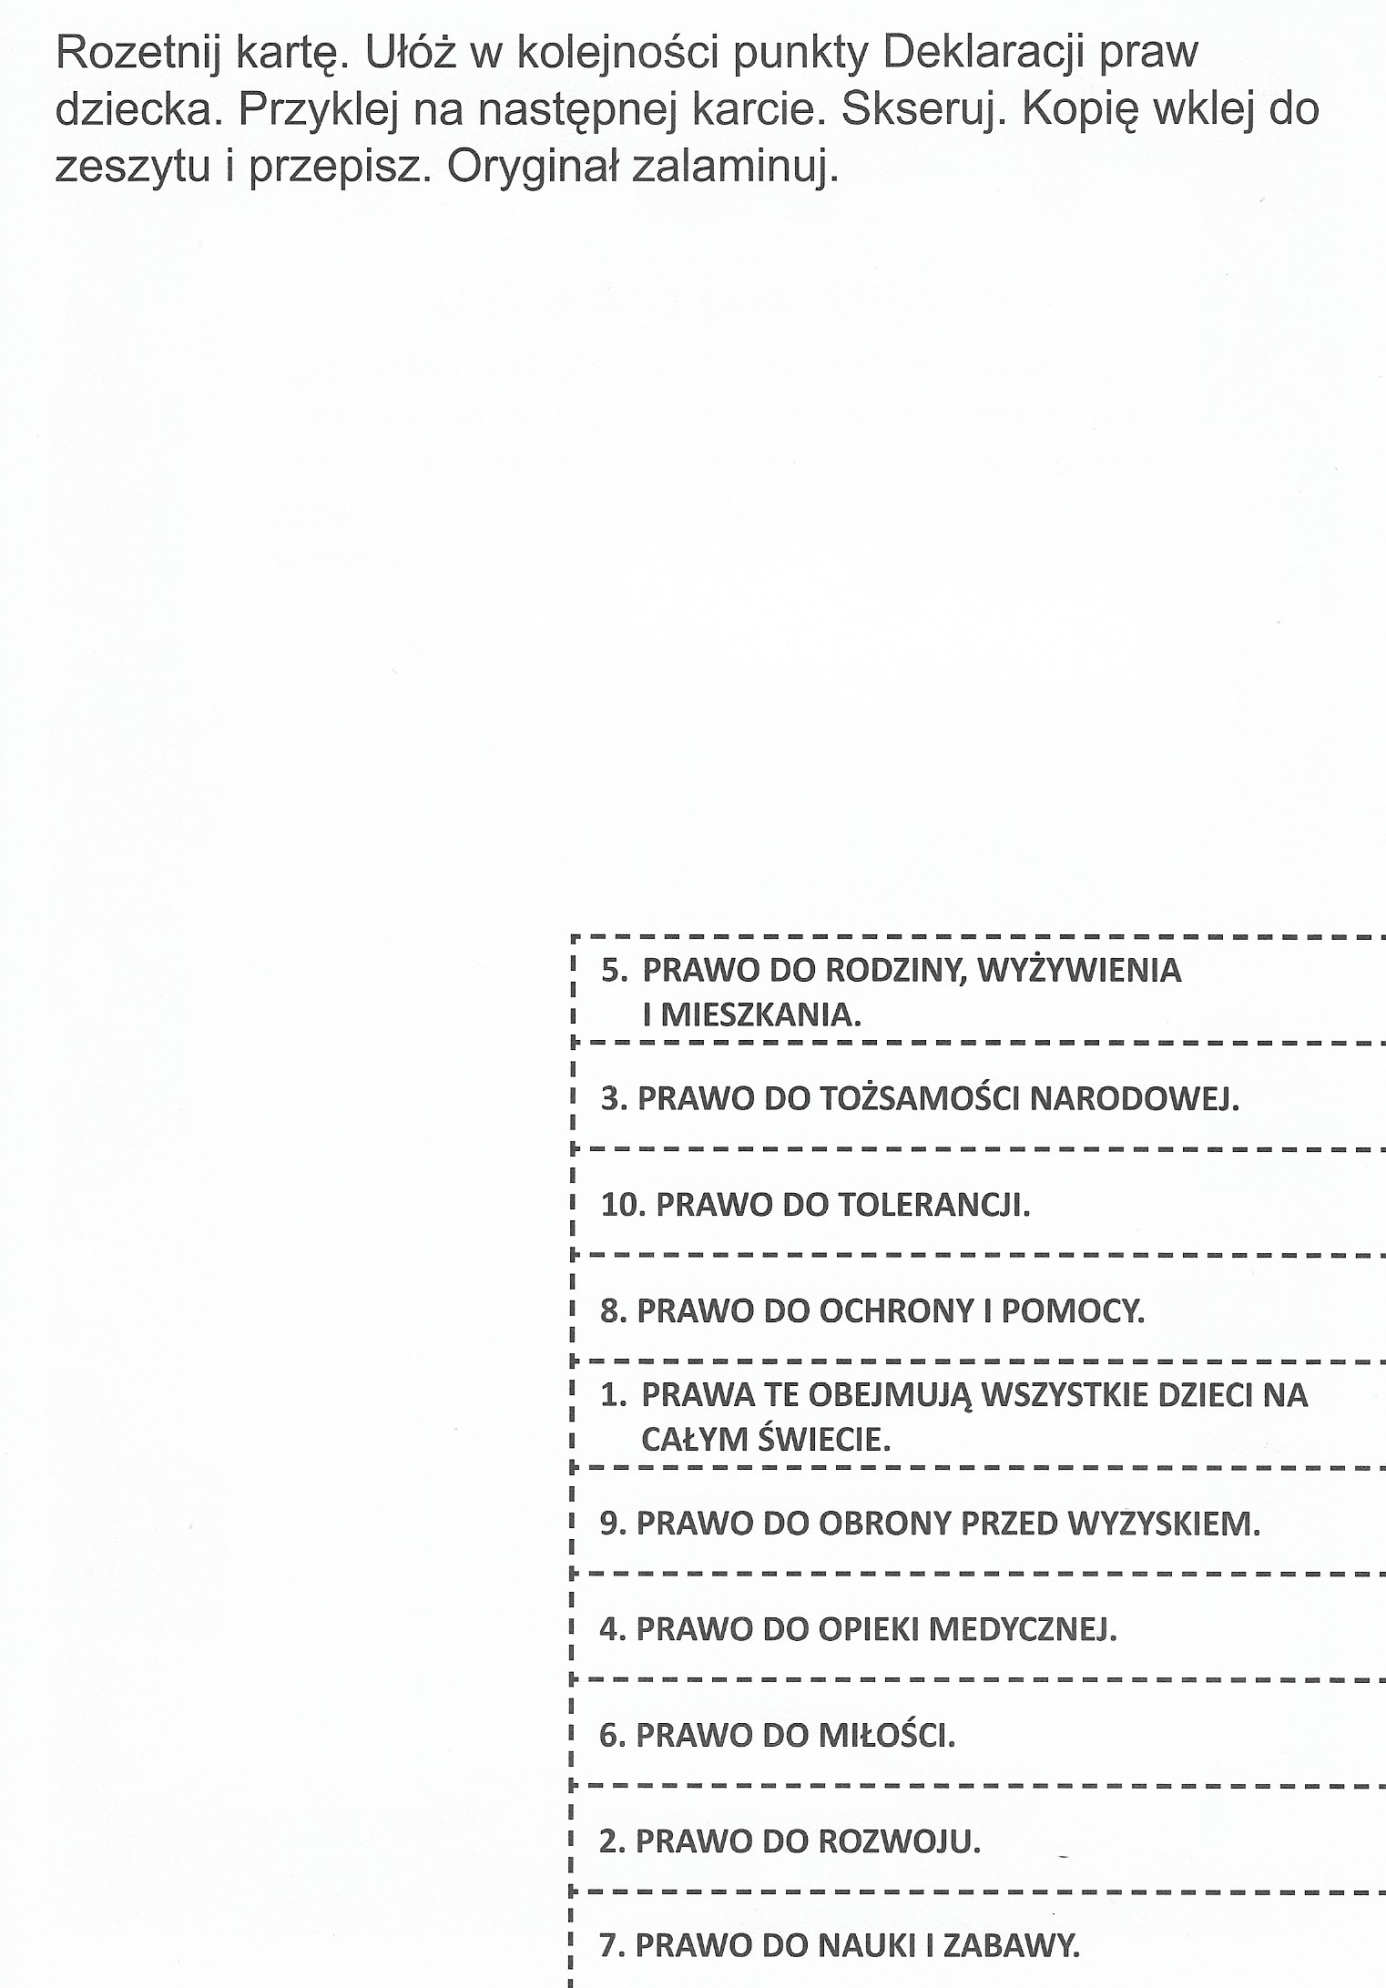 Rozetnij kartę. Ułóż w kolejności punkty Deklaracji praw
dziecka. Przyklej na następnej karcie. Skseruj. Kopię wklej do
zeszytu i przepisz. Oryginał zalaminuj.
5. PRAWO DO RODZINY, WYŻYWIENIA
I MIESZKANIA.
3. PRAWO DO TOŻSAMOŚCI NARODOWEJ.
10. PRAWO DO TOLERANCJI.
8. PRAWO DO OCHRONY I POMOCY.
1. PRAWA TE OBEJMUJĄ WSZYSTKIE DZIECI NA
CAŁYM ŚWIECIE.
9. PRAWO DO OBRONY PRZED WYZYSKIEM.
4. PRAWO DO OPIEKI MEDYCZNEJ.
6. PRAWO DO MIŁOŚCI.
2. PRAWO DO ROZWOJU.
7. PRAWO DO NAUKI I ZABAWY.